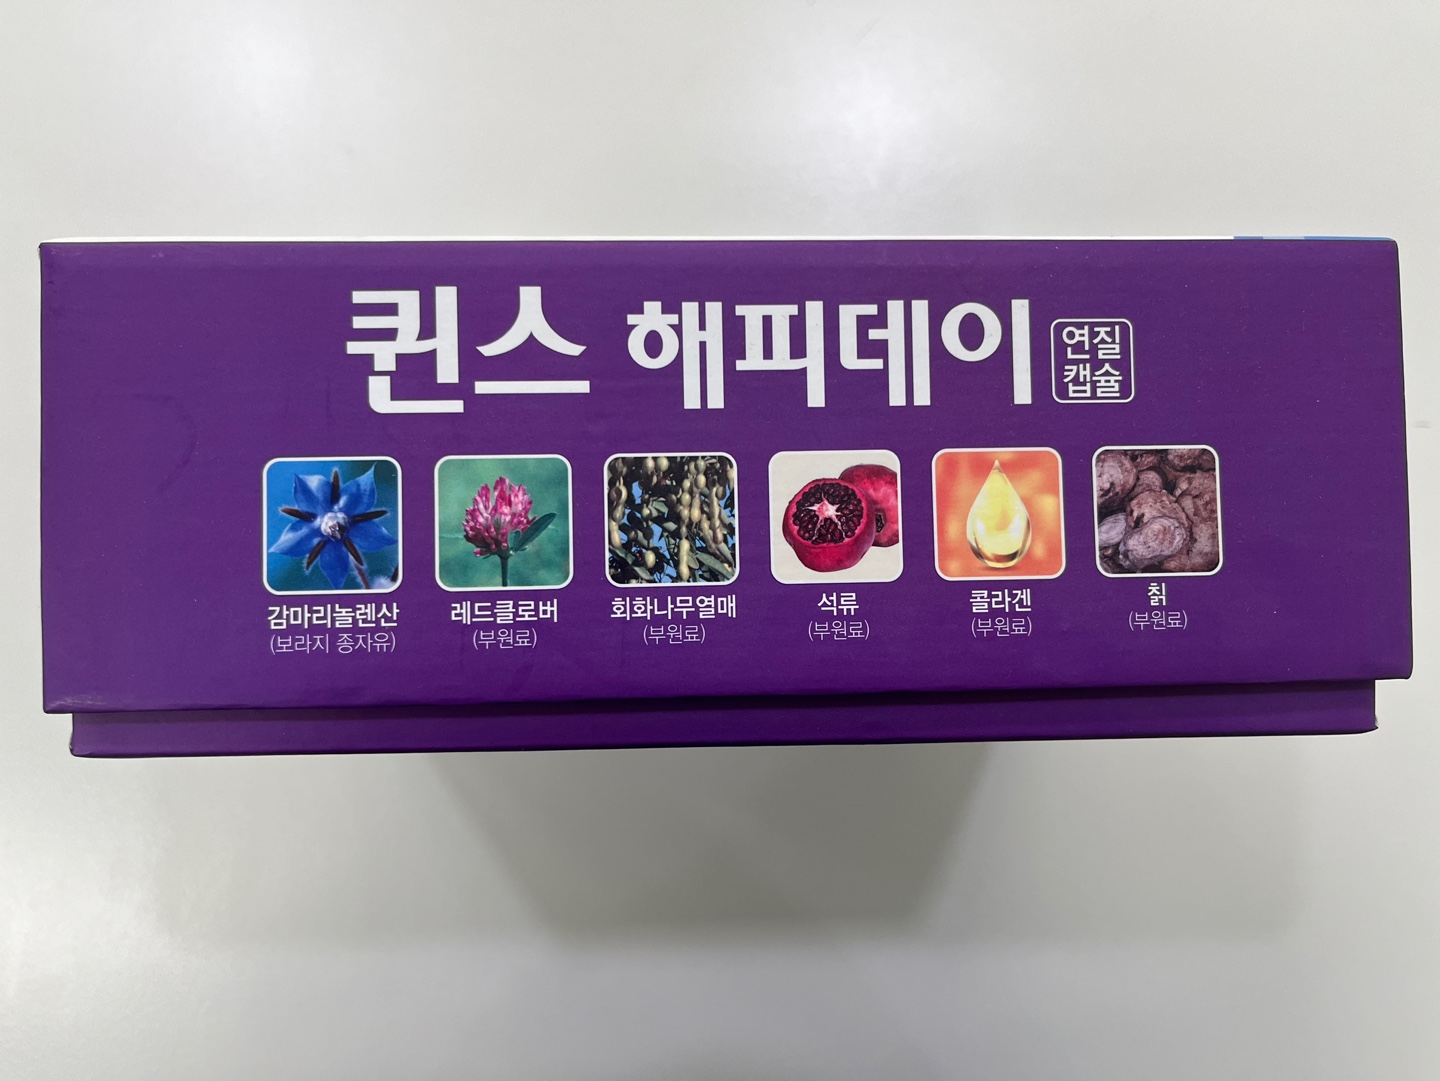 퀸스 해피데이 연질
캡슐
감마리놀렌산 레드클로버 회화나무열매 석류 콜라겐 칡
(보라지 종자유) (부원료) (부원료) (부원료) (부원료) (부원료)